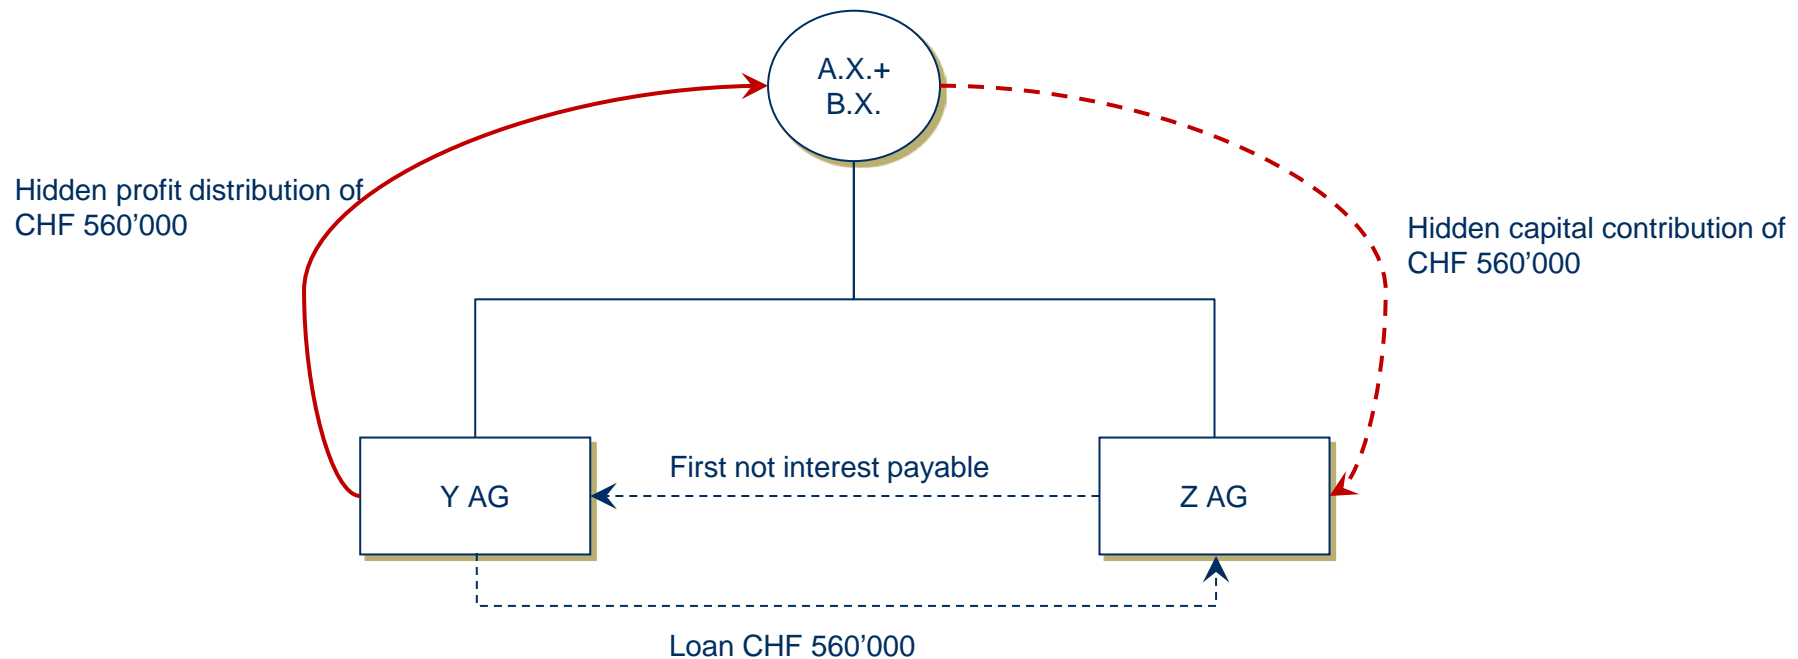 A.X.+
B.X.
Hidden profit distribution of
CHF 560’000
Hidden capital contribution of
CHF 560’000
First not interest payable
Y AG
Z AG
Loan CHF 560’000